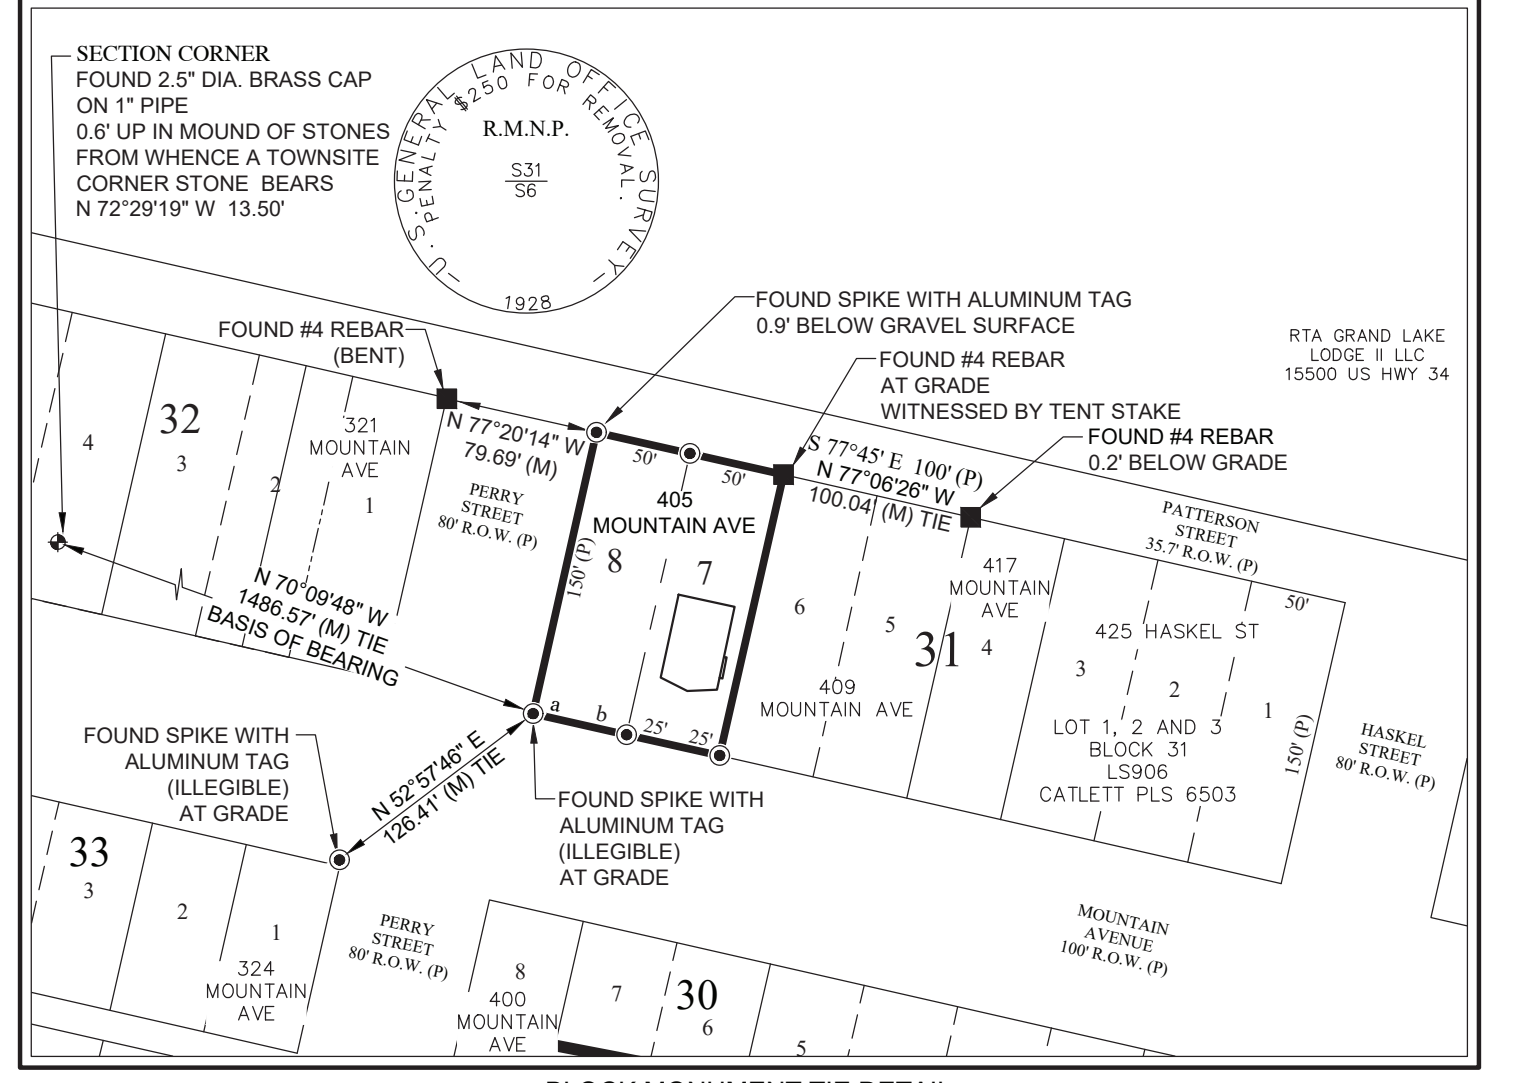 SECTION CORNER
FOUND 2.5" DIA. BRASS CAP
ON 1" PIPE
0.6' UP IN MOUND OF STONES
FROM WHENCE A TOWNSITE
CORNER STONE BEARS
N 72°29'19" W 13.50'
-U.S. GENERAL LAND OFFICE SURVEY-
PENALTY $250 FOR REMOVAL.
R.M.N.P.
S31
S6
1928
FOUND SPIKE WITH ALUMINUM TAG
0.9' BELOW GRAVEL SURFACE
FOUND #4 REBAR
(BENT)
FOUND #4 REBAR
AT GRADE
WITNESSED BY TENT STAKE
FOUND #4 REBAR
0.2' BELOW GRADE
RTA GRAND LAKE
LODGE II LLC
15500 US HWY 34
4
32
3
2
321
MOUNTAIN
AVE
1
N 77°20'14" W
79.69' (M)
PERRY
STREET
80' R.O.W. (P)
50'
50'
405
MOUNTAIN AVE
8
7
150' (P)
S 77°45' E 100' (P)
N 77°06'26" W
100.04' (M) TIE
PATTERSON
STREET
35.7' R.O.W. (P)
417
MOUNTAIN
AVE
6
5
31
4
409
MOUNTAIN AVE
50'
425 HASKEL ST
3
2
1
LOT 1, 2 AND 3
BLOCK 31
LS906
CATLETT PLS 6503
150' (P)
HASKEL
STREET
80' R.O.W. (P)
N 70°09'48" W
1486.57' (M) TIE
BASIS OF BEARING
a
b
25'
25'
FOUND SPIKE WITH
ALUMINUM TAG
(ILLEGIBLE)
AT GRADE
N 52°57'46" E
126.41' (M) TIE
FOUND SPIKE WITH
ALUMINUM TAG
(ILLEGIBLE)
AT GRADE
33
3
2
1
324
MOUNTAIN
AVE
PERRY
STREET
80' R.O.W. (P)
8
400
MOUNTAIN
AVE
7
30
6
5
MOUNTAIN
AVENUE
100' R.O.W. (P)
BLOCK MONUMENT TIE DETAIL